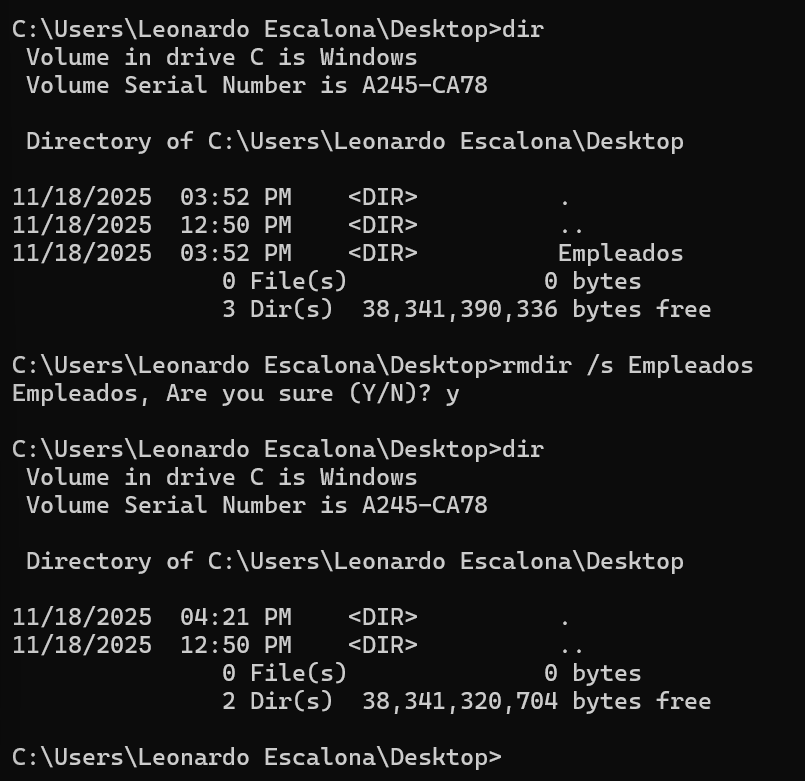 C:\Users\Leonardo Escalona\Desktop>dir
 Volume in drive C is Windows
 Volume Serial Number is A245-CA78

 Directory of C:\Users\Leonardo Escalona\Desktop

11/18/2025  03:52 PM    <DIR>          .
11/18/2025  12:50 PM    <DIR>          ..
11/18/2025  03:52 PM    <DIR>          Empleados
               0 File(s)              0 bytes
               3 Dir(s)  38,341,390,336 bytes free

C:\Users\Leonardo Escalona\Desktop>rmdir /s Empleados
Empleados, Are you sure (Y/N)? y

C:\Users\Leonardo Escalona\Desktop>dir
 Volume in drive C is Windows
 Volume Serial Number is A245-CA78

 Directory of C:\Users\Leonardo Escalona\Desktop

11/18/2025  04:21 PM    <DIR>          .
11/18/2025  12:50 PM    <DIR>          ..
               0 File(s)              0 bytes
               2 Dir(s)  38,341,320,704 bytes free

C:\Users\Leonardo Escalona\Desktop>